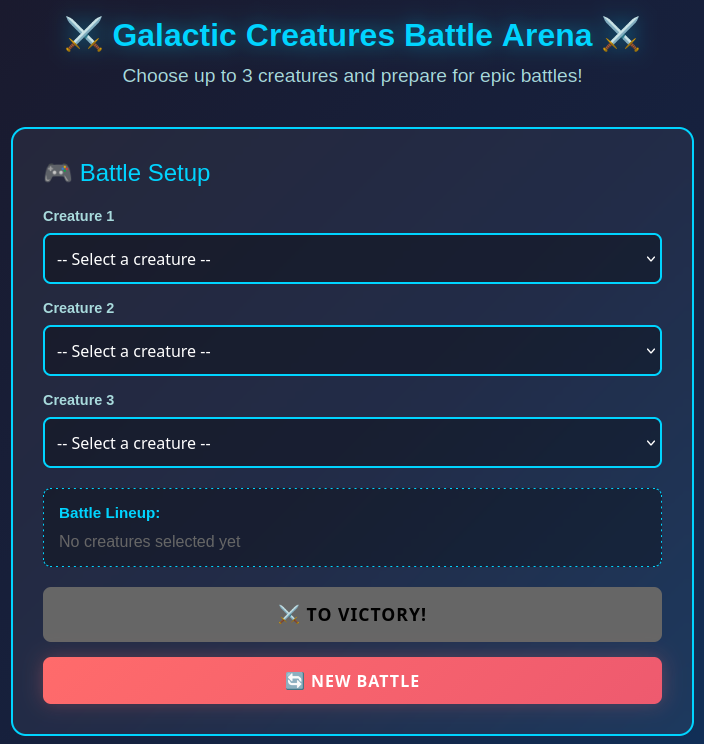 ⚔️ Galactic Creatures Battle Arena ⚔️
Choose up to 3 creatures and prepare for epic battles!
🎮 Battle Setup
Creature 1
-- Select a creature --
Creature 2
-- Select a creature --
Creature 3
-- Select a creature --
Battle Lineup:
No creatures selected yet
⚔️ TO VICTORY!
🔄 NEW BATTLE